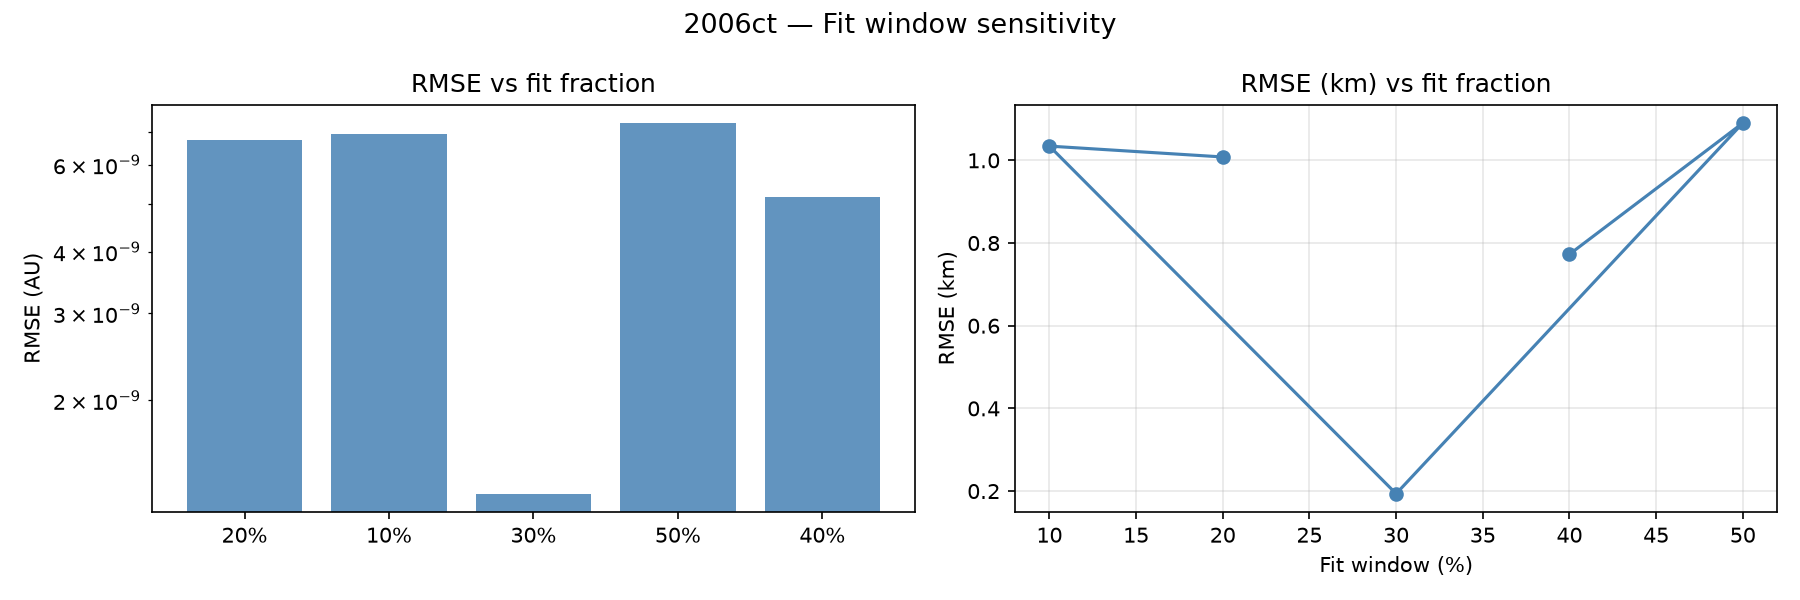 2006ct — Fit window sensitivity
RMSE vs fit fraction
RMSE (AU)
6 × 10⁻⁹
4 × 10⁻⁹
3 × 10⁻⁹
2 × 10⁻⁹
20% 10% 30% 50% 40%
RMSE (km) vs fit fraction
RMSE (km)
1.0
0.8
0.6
0.4
0.2
10 15 20 25 30 35 40 45 50
Fit window (%)